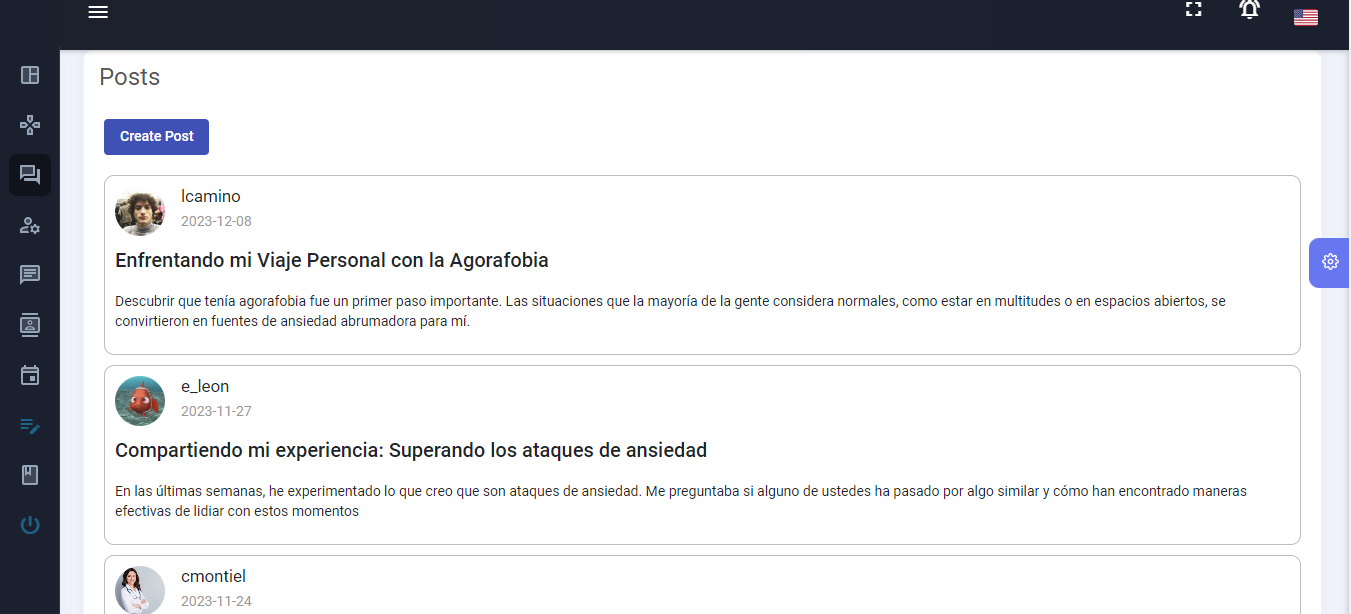 Posts
Create Post
lcamino
2023-12-08
Enfrentando mi Viaje Personal con la Agorafobia
Descubrir que tenía agorafobia fue un primer paso importante. Las situaciones que la mayoría de la gente considera normales, como estar en multitudes o en espacios abiertos, se
convirtieron en fuentes de ansiedad abrumadora para mí.
e_leon
2023-11-27
Compartiendo mi experiencia: Superando los ataques de ansiedad
En las últimas semanas, he experimentado lo que creo que son ataques de ansiedad. Me preguntaba si alguno de ustedes ha pasado por algo similar y cómo han encontrado maneras
efectivas de lidiar con estos momentos
cmontiel
2023-11-24